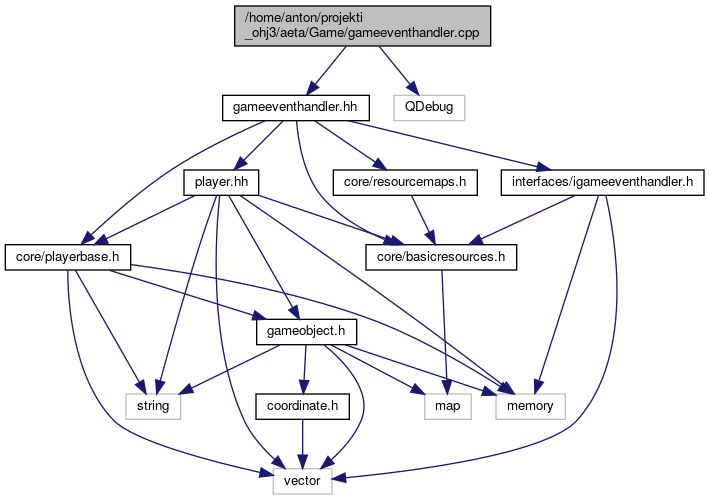 /home/anton/projekti
_ohj3/aeta/Game/gameeventhandler.cpp
gameeventhandler.hh
QDebug
player.hh
core/resourcemaps.h
interfaces/igameeventhandler.h
core/playerbase.h
core/basicresources.h
gameobject.h
string
coordinate.h
map
memory
vector